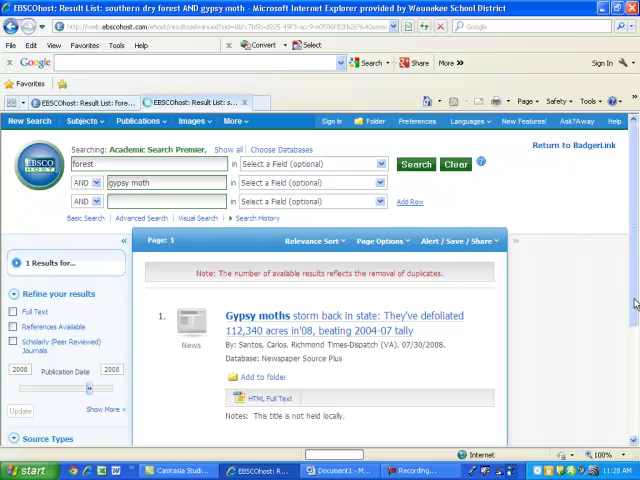 EBSCOhost: Result List: southern dry forest AND gypsy moth - Microsoft Internet Explorer provided by Waunakee School District
Google
File Edit View Favorites Tools Help
Convert Select
Google Search Share More » Sign In
Favorites
EBSCOhost: Result List: fore... EBSCOhost: Result List: s...
Page Safety Tools
New Search Subjects Publications Images More Sign In Folder Preferences Languages New Features! Ask?Away Help
Return to BadgerLink
Searching: Academic Search Premier, Show all Choose Databases
EBSCO HOST
forest in Select a Field (optional) Search Clear
AND gypsy moth in Select a Field (optional)
AND in Select a Field (optional) Add Row
Basic Search Advanced Search Visual Search Search History
Page: 1 Relevance Sort Page Options Alert / Save / Share
1 Results for...
Note: The number of available results reflects the removal of duplicates.
Refine your results
Full Text
References Available
Scholarly (Peer Reviewed) Journals
2008 Publication Date 2008
Update Show More »
Source Types
1. Gypsy moths storm back in state: They've defoliated
112,340 acres in'08, beating 2004-07 tally
News
By: Santos, Carlos. Richmond Times-Dispatch (VA). 07/30/2008.
Database: Newspaper Source Plus
Add to folder
HTML Full Text
Notes: This title is not held locally.
Internet 100%
start Camtasia Studi... EBSCOhost: R... Document1 - M... Recording... 11:28 AM